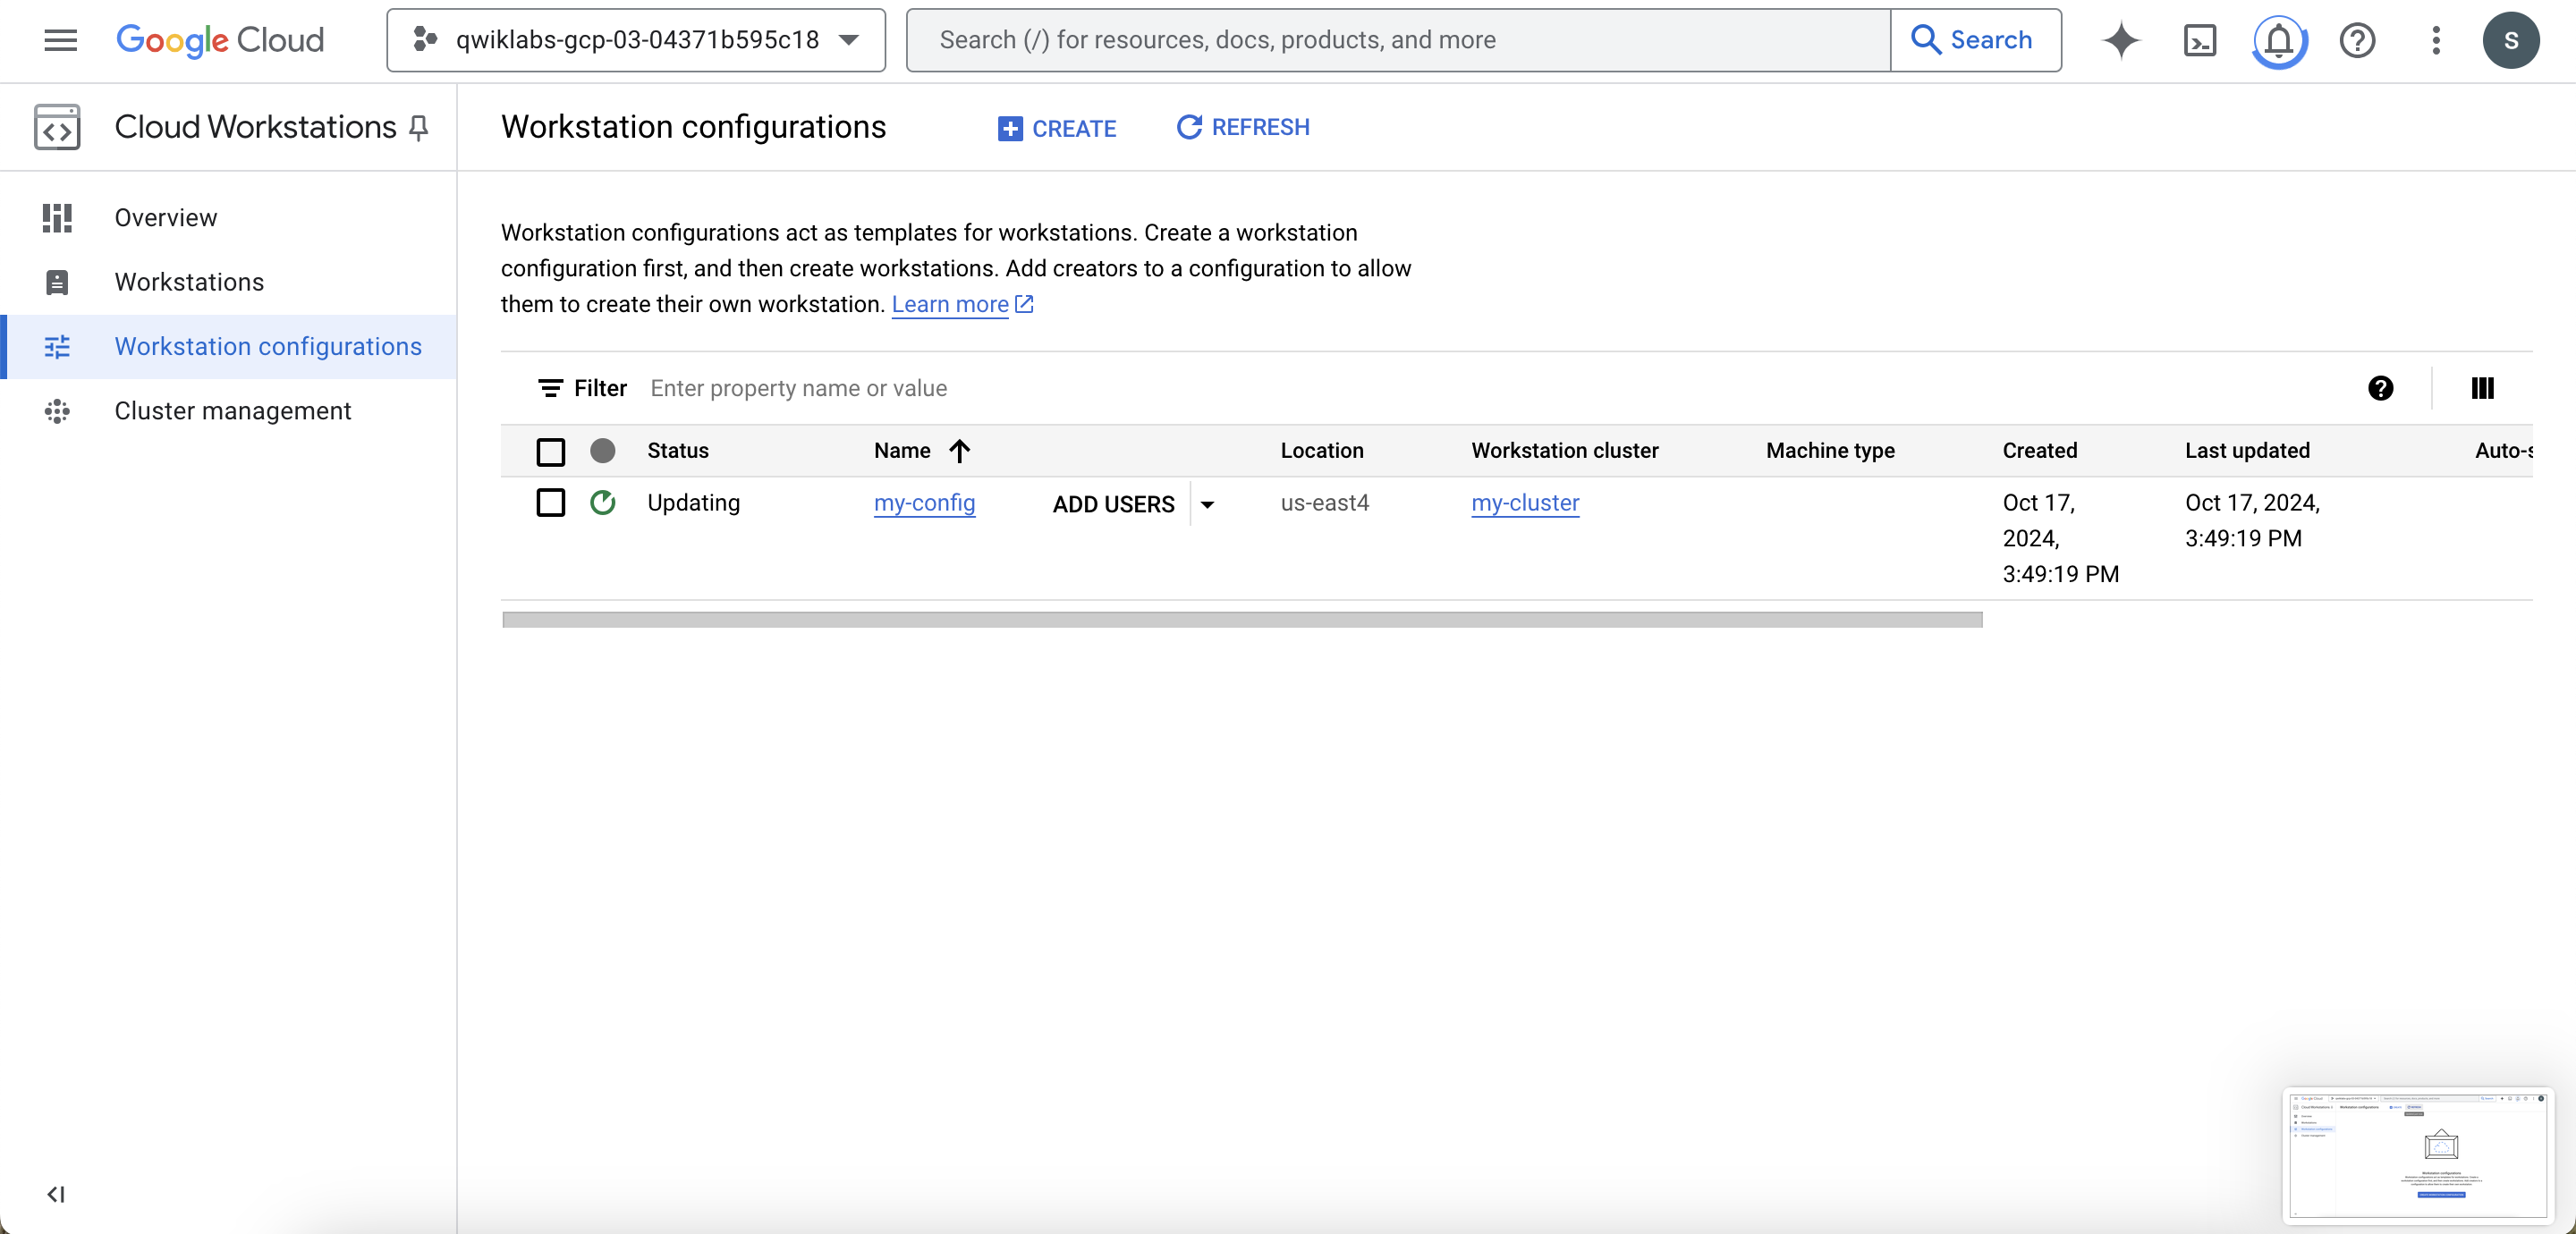 Google Cloud
qwiklabs-gcp-03-04371b595c18
Search (/) for resources, docs, products, and more
Search
S
Cloud Workstations
Workstation configurations
CREATE
REFRESH
Overview
Workstations
Workstation configurations
Cluster management
Workstation configurations act as templates for workstations. Create a workstation
configuration first, and then create workstations. Add creators to a configuration to allow
them to create their own workstation. Learn more
Filter Enter property name or value
Status Name Location Workstation cluster Machine type Created Last updated Auto-s
Updating my-config ADD USERS us-east4 my-cluster Oct 17, 2024, 3:49:19 PM Oct 17, 2024, 3:49:19 PM